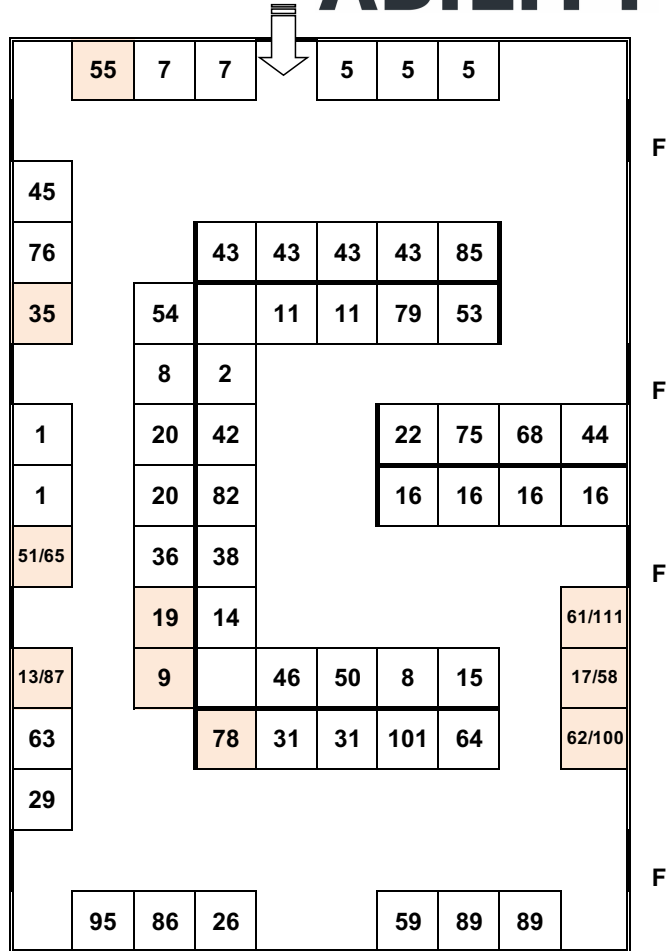 ABILITY
55 7 7 5 5 5
F
45
76 43 43 43 43 85
35 54 11 11 79 53
8 2
F
1 20 42 22 75 68 44
1 20 82 16 16 16 16
51/65 36 38
F
19 14 61/111
13/87 9 46 50 8 15 17/58
63 78 31 31 101 64 62/100
29
F
95 86 26 59 89 89